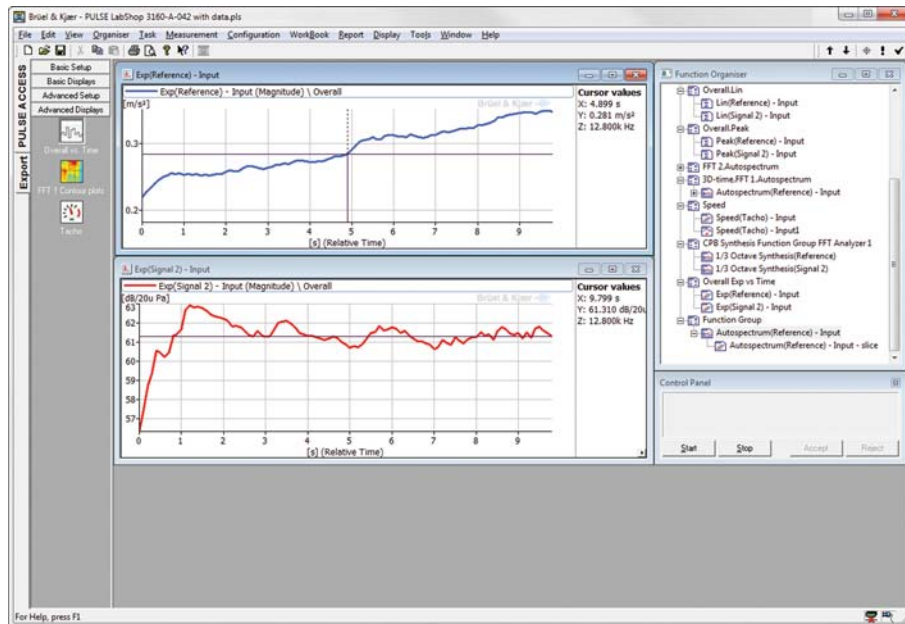 Brüel & Kjær - PULSE LabShop 3160-A-042 with data.pls
File Edit View Organiser Task Measurement Configuration WorkBook Report Display Tools Window Help
PULSE ACCESS
Export
Basic Setup
Basic Displays
Advanced Setup
Advanced Displays
Overall vs. Time
FFT 1 Contour plots
Tacho
Exp(Reference) - Input
Exp(Reference) - Input (Magnitude) \ Overall
[m/s²]
Brüel & Kjær
0.3
0.2
0 1 2 3 4 5 6 7 8 9
[s] (Relative Time)
Cursor values
X: 4.899 s
Y: 0.281 m/s²
Z: 12.800k Hz
Exp(Signal 2) - Input
Exp(Signal 2) - Input (Magnitude) \ Overall
[dB/20u Pa]
Brüel & Kjær
63
62
61
60
59
58
57
0 1 2 3 4 5 6 7 8 9
[s] (Relative Time)
Cursor values
X: 9.799 s
Y: 61.310 dB/20u
Z: 12.800k Hz
Function Organiser
Overall.Lin
Lin(Reference) - Input
Lin(Signal 2) - Input
Overall.Peak
Peak(Reference) - Input
Peak(Signal 2) - Input
FFT 2.Autospectrum
3D-time.FFT 1.Autospectrum
Autospectrum(Reference) - Input
Speed
Speed(Tacho) - Input
Speed(Tacho) - Input1
CPB Synthesis Function Group FFT Analyzer 1
1/3 Octave Synthesis(Reference)
1/3 Octave Synthesis(Signal 2)
Overall Exp vs Time
Exp(Reference) - Input
Exp(Signal 2) - Input
Function Group
Autospectrum(Reference) - Input
Autospectrum(Reference) - Input - slice
Control Panel
Start Stop Accept Reject
For Help, press F1